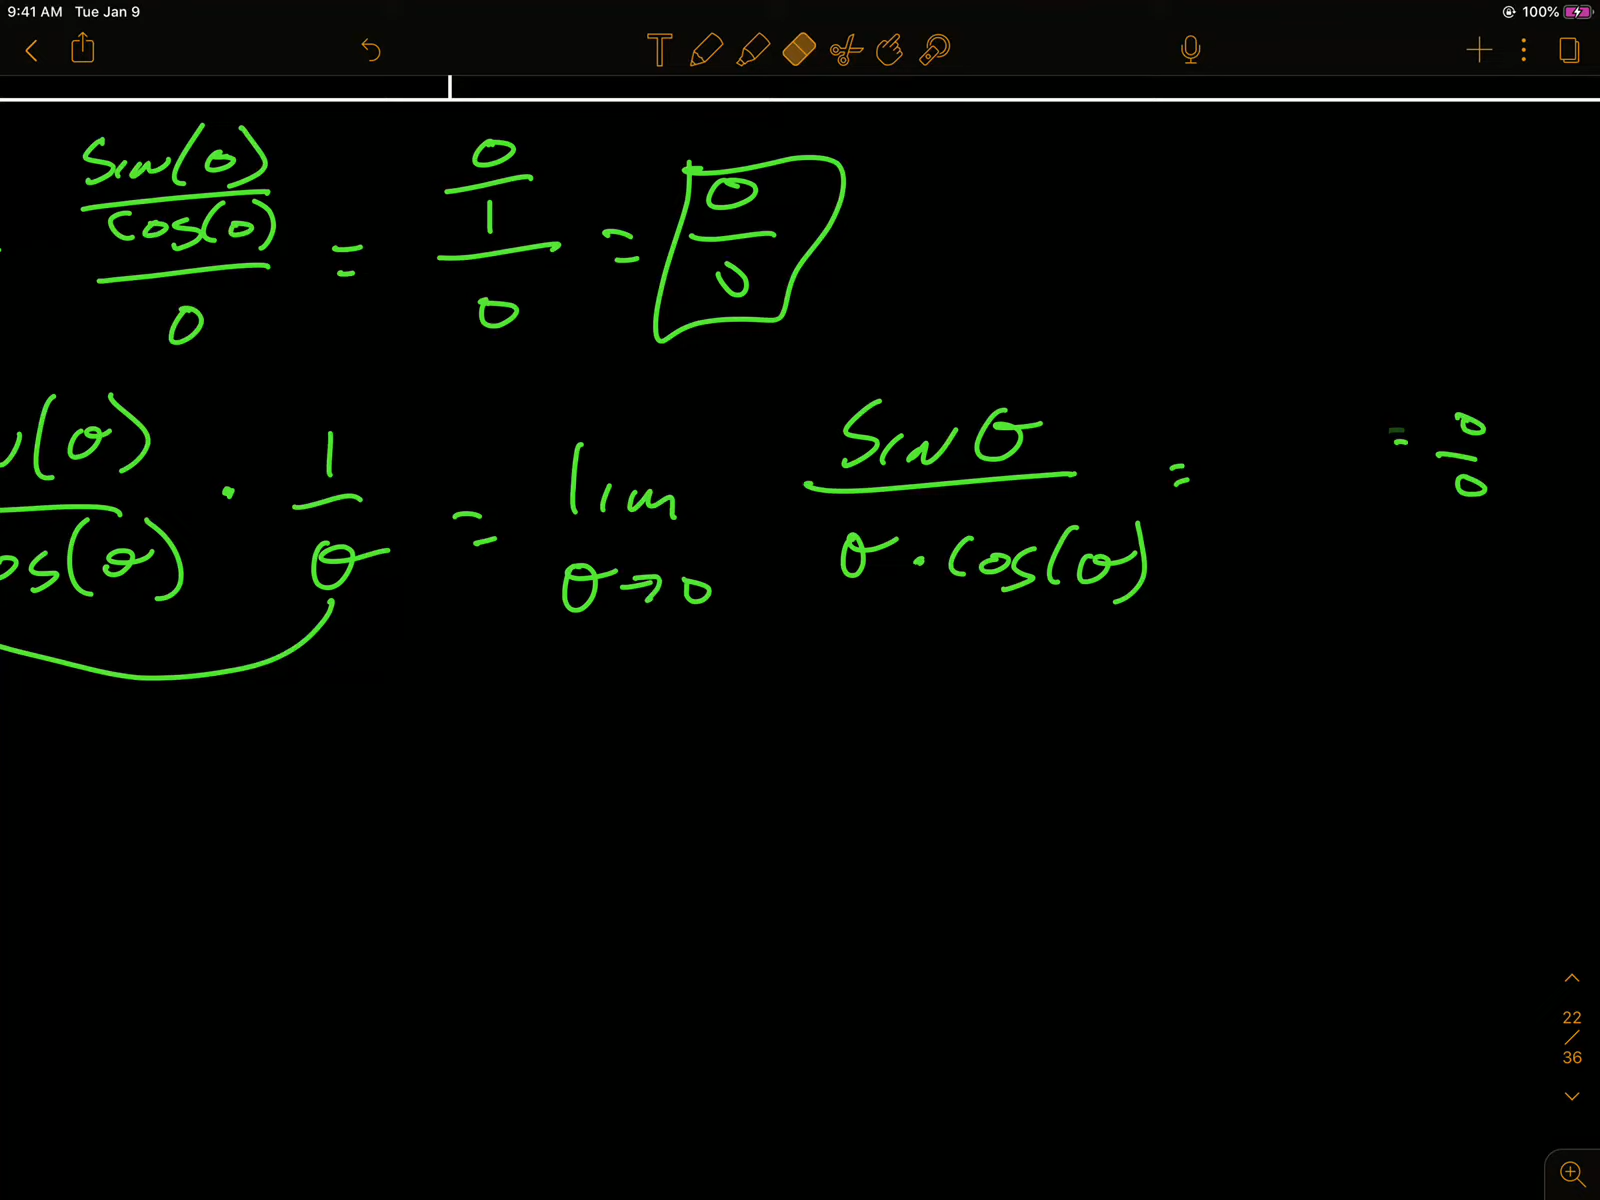 9:41 AM Tue Jan 9 100%
sin(0)/cos(0) / 0 = 0/1 / 0 = 0/0
(θ)/os(θ) · 1/θ = lim θ→0 sin θ / θ · cos(θ) = = 0/0
22
/
36